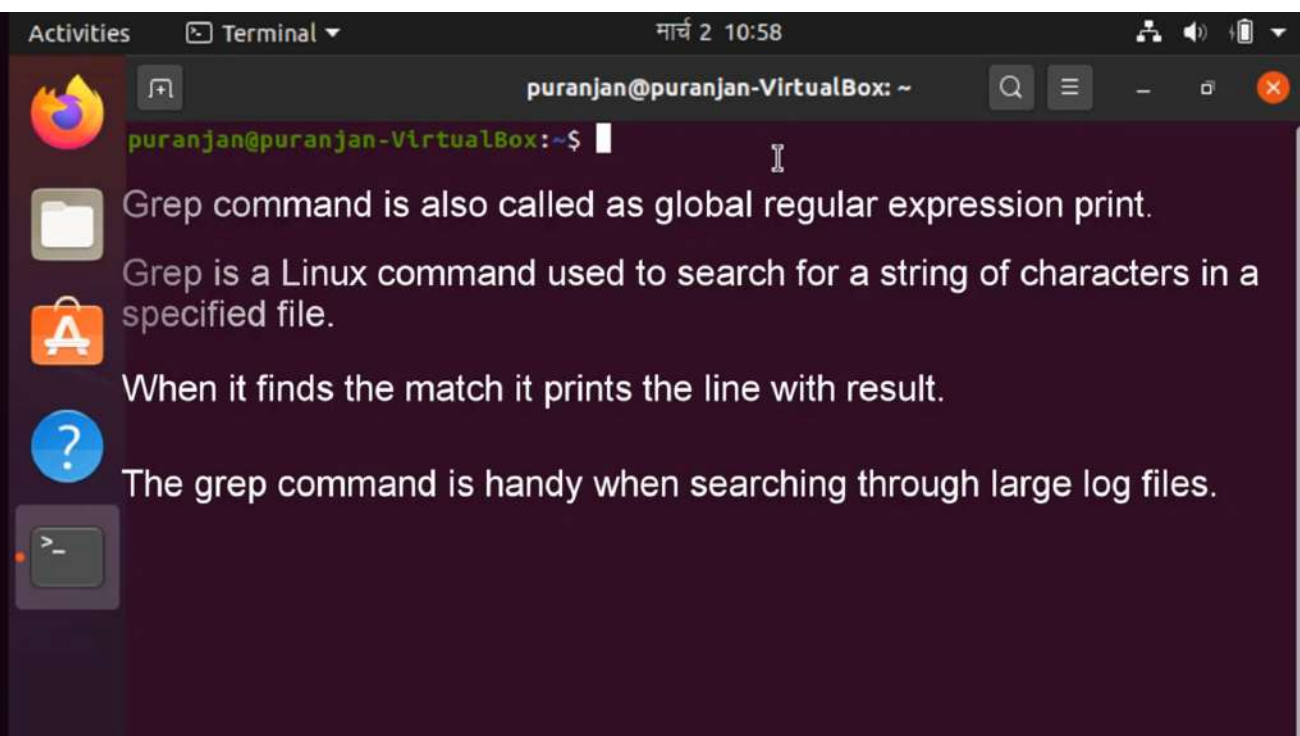 Activities Terminal मार्च 2 10:58
puranjan@puranjan-VirtualBox: ~
puranjan@puranjan-VirtualBox:~$
Grep command is also called as global regular expression print.
Grep is a Linux command used to search for a string of characters in a
specified file.
When it finds the match it prints the line with result.
The grep command is handy when searching through large log files.